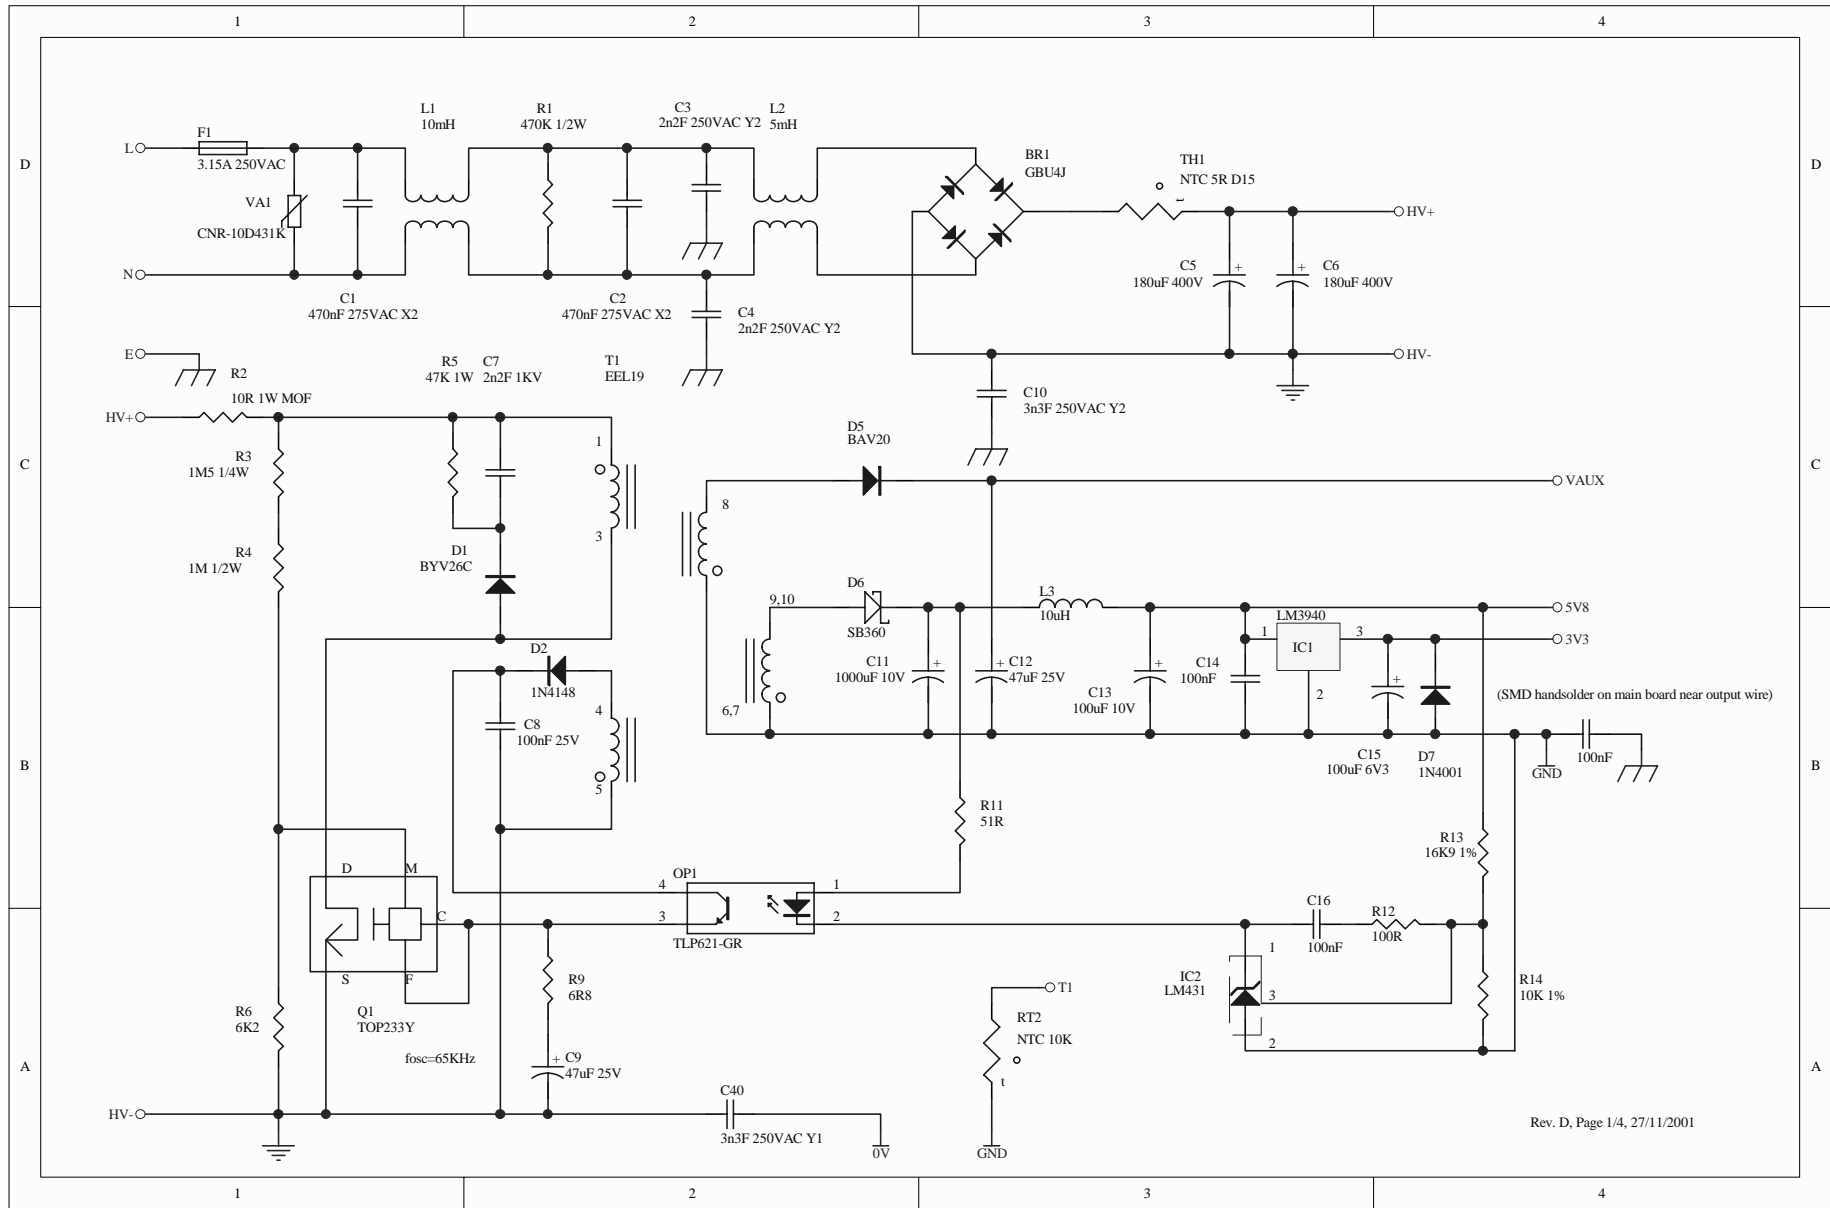 1 2 3 4
D D
L1
10mH
R1
470K 1/2W
C3
2n2F 250VAC Y2
L2
5mH
F1
L
3.15A 250VAC
BR1
GBU4J
TH1
NTC 5R D15
t
VA1
CNR-10D431K
HV+
N
C5
180uF 400V
+
+
C6
180uF 400V
C1
470nF 275VAC X2
C2
470nF 275VAC X2
C4
2n2F 250VAC Y2
E
HV-
R2
10R 1W MOF
R5
47K 1W
C7
2n2F 1KV
T1
EEL19
C10
3n3F 250VAC Y2
HV+
D5
BAV20
1
C C
R3
1M5 1/4W
VAUX
8
3
R4
1M 1/2W
D1
BYV26C
D6
SB360
9,10
L3
10uH
5V8
LM3940
1
IC1
3
3V3
2
D2
1N4148
C11
1000uF 10V
+
+
C12
47uF 25V
+
C13
100uF 10V
C14
100nF
+
(SMD handsolder on main board near output wire)
4
6,7
C8
100nF 25V
C15
100uF 6V3
D7
1N4001
GND
100nF
B B
5
R11
51R
R13
16K9 1%
D
M
OP1
4
1
C
3
2
TLP621-GR
C16
100nF
R12
100R
S
F
R9
6R8
1
IC2
LM431
3
R14
10K 1%
T1
R6
6K2
Q1
TOP233Y
RT2
NTC 10K
2
fosc=65KHz
+
C9
47uF 25V
t
A A
C40
3n3F 250VAC Y1
HV-
0V
GND
Rev. D, Page 1/4, 27/11/2001
1 2 3 4